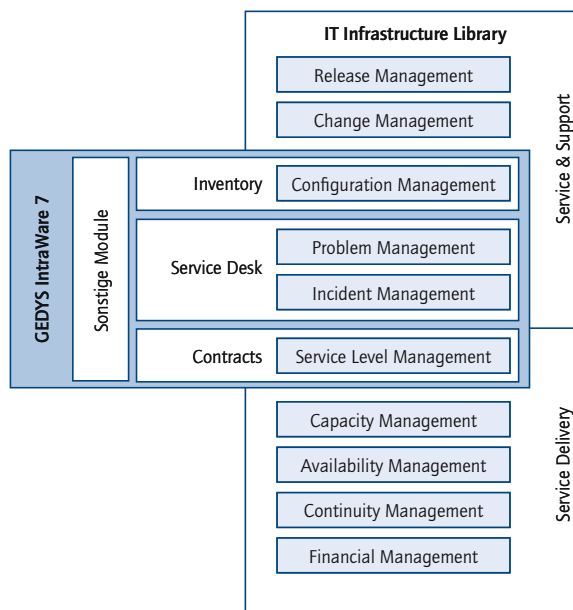 IT Infrastructure Library
Release Management
Change Management
Service & Support
GEDYS IntraWare 7
Sonstige Module
Inventory
Configuration Management
Service Desk
Problem Management
Incident Management
Contracts
Service Level Management
Capacity Management
Availability Management
Continuity Management
Financial Management
Service Delivery